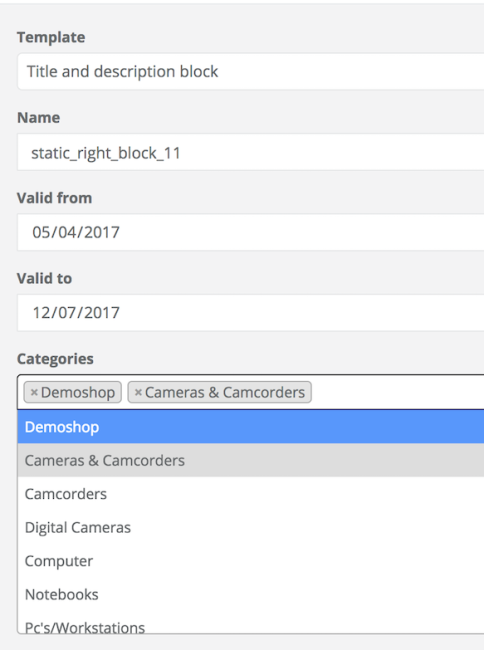 Template
Title and description block
Name
static_right_block_11
Valid from
05/04/2017
Valid to
12/07/2017
Categories
×Demoshop ×Cameras & Camcorders
Demoshop
Cameras & Camcorders
Camcorders
Digital Cameras
Computer
Notebooks
Pc's/Workstations